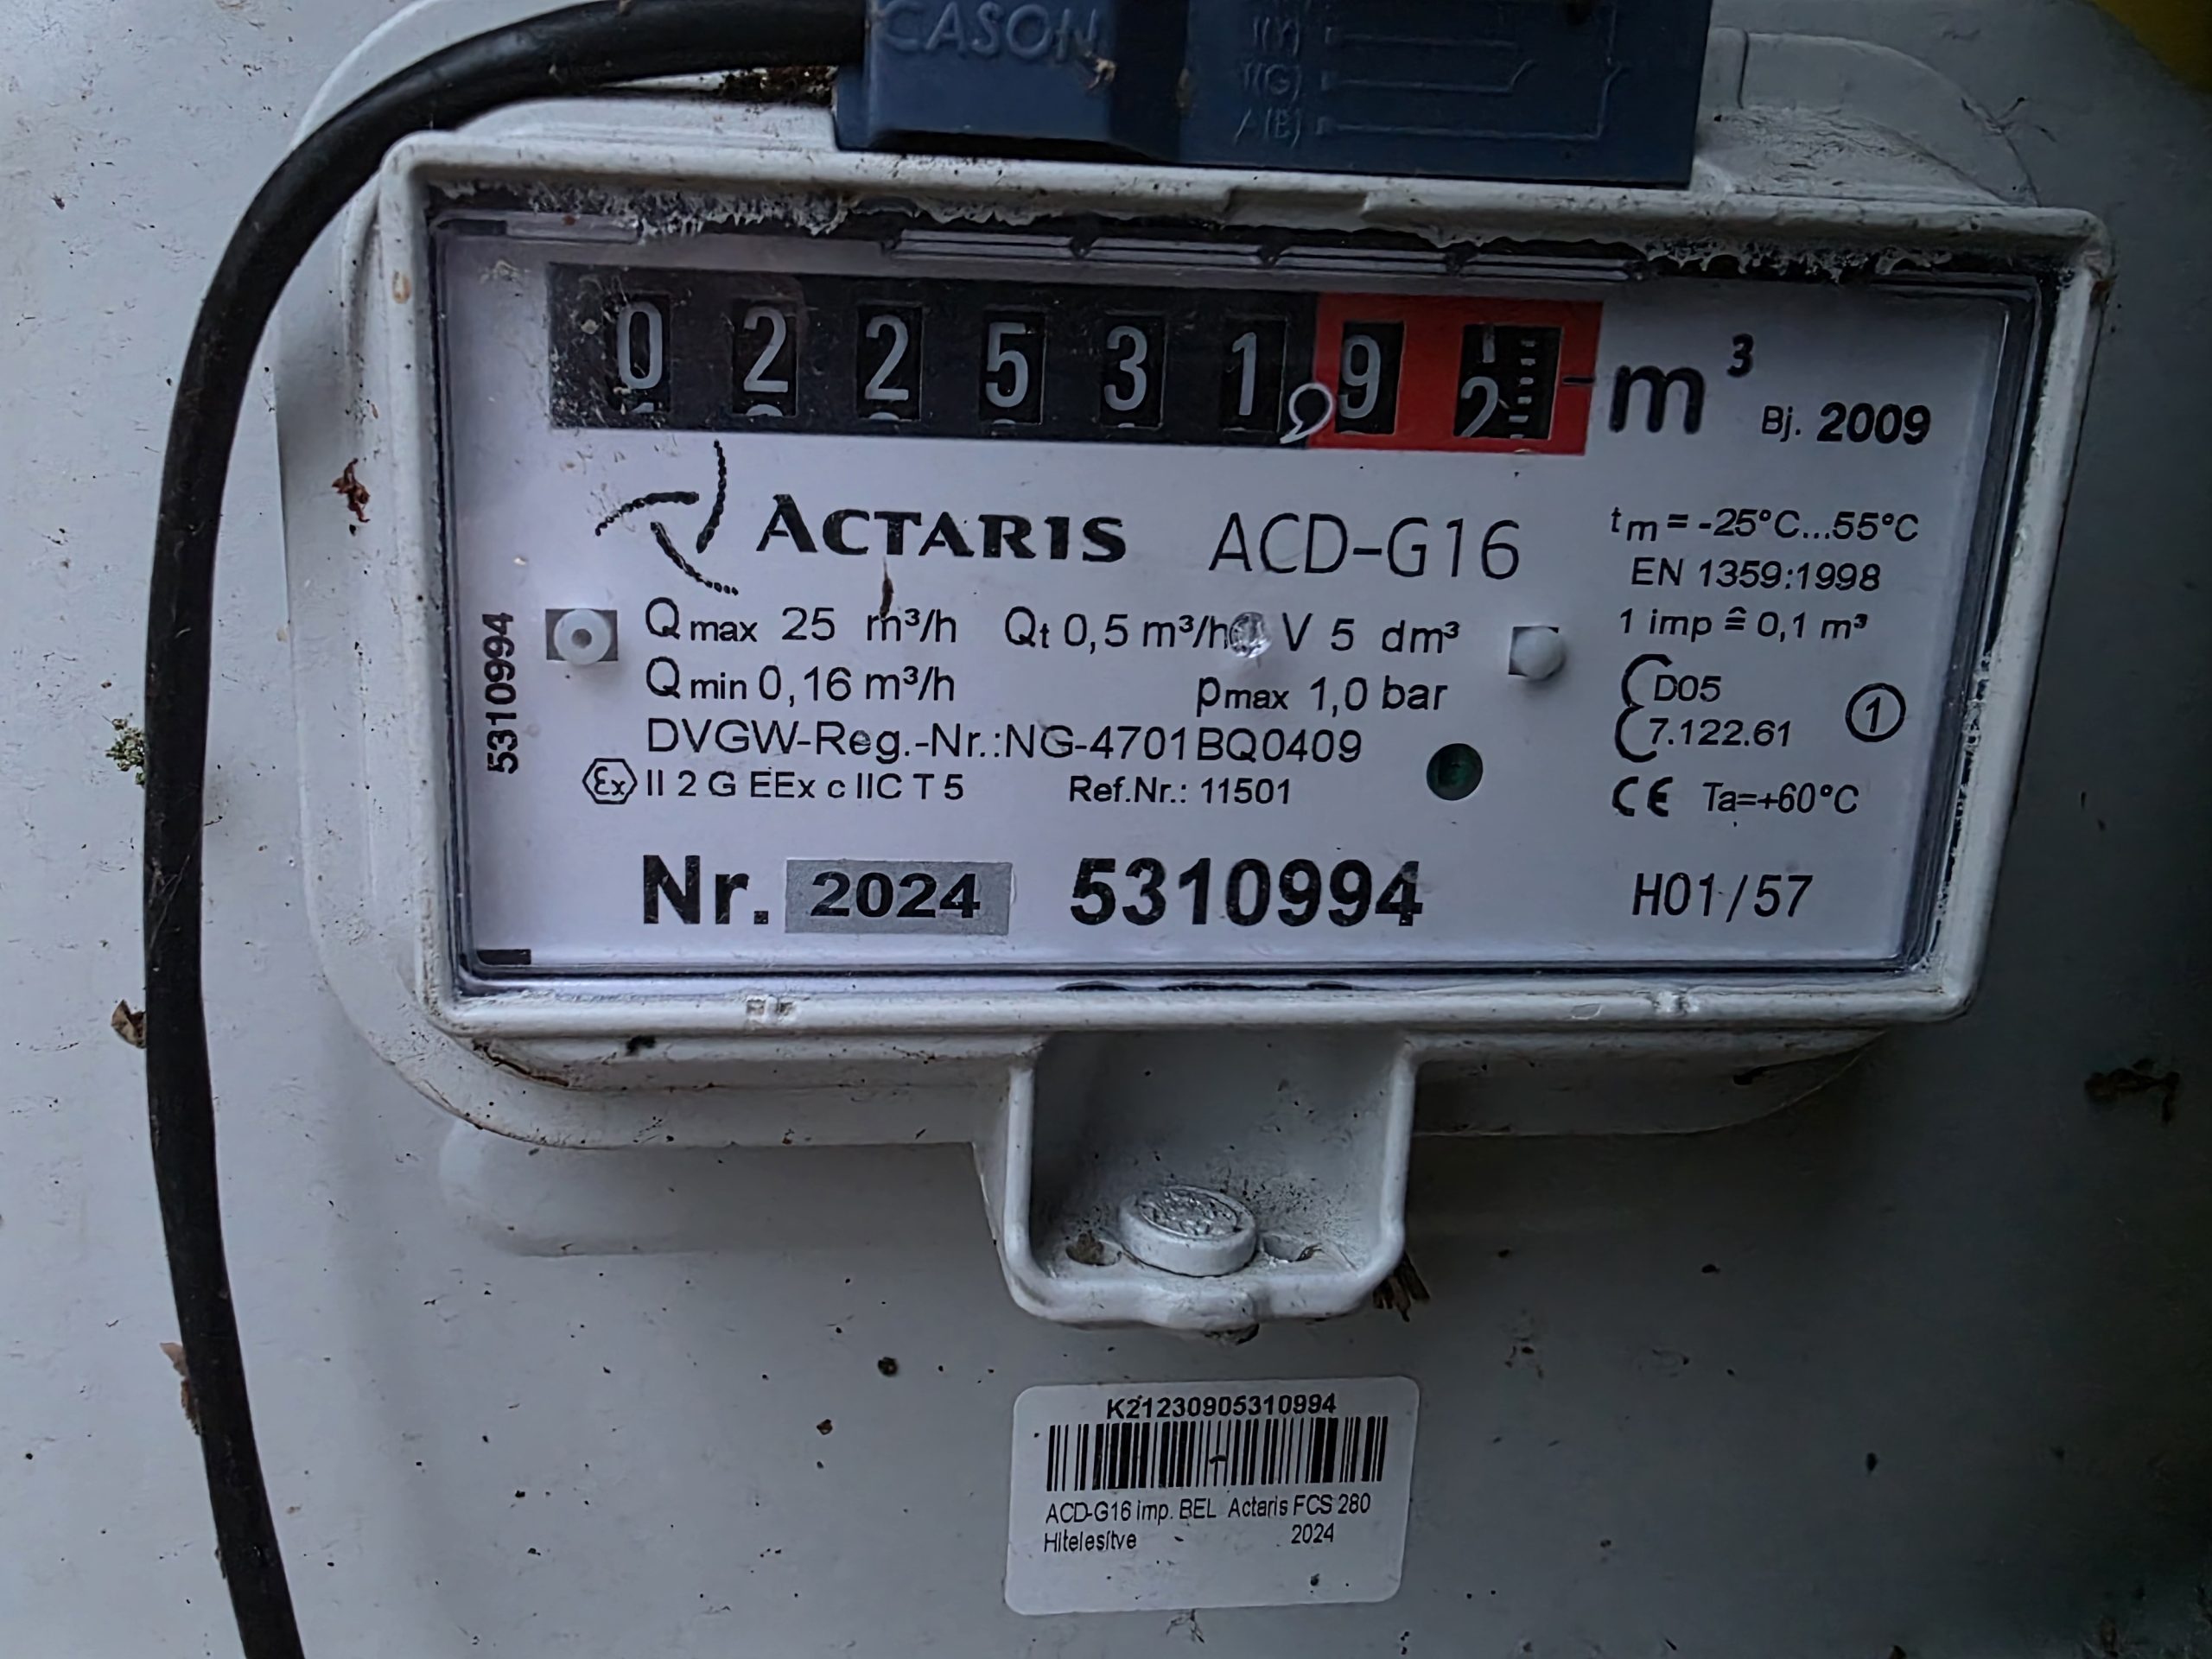 CASON
I(Y)
I(G)
A(B)
0 2 2 5 3 1 , 9 2 m³
Bj. 2009
ACTARIS ACD-G16
tm = -25°C...55°C
EN 1359:1998
1 imp ≙ 0,1 m³
Qmax 25 m³/h Qt 0,5 m³/h V 5 dm³
Qmin 0,16 m³/h pmax 1,0 bar
DVGW-Reg.-Nr.:NG-4701BQ0409
Ex II 2 G EEx c IIC T 5 Ref.Nr.: 11501
D05
7.122.61
1
CE Ta=+60°C
5310994
Nr. 2024 5310994 H01/57
K21230905310994
ACD-G16 imp. BEL Actaris FCS 280
Hitelesítve 2024